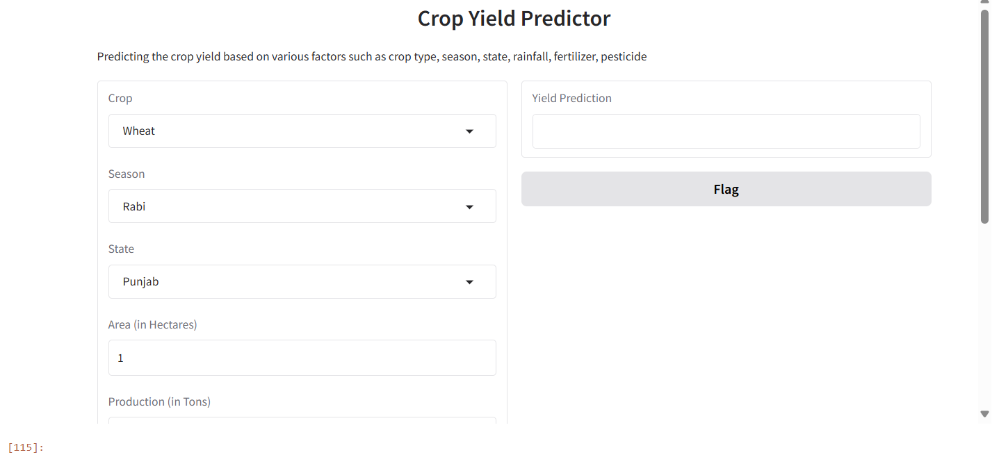 Crop Yield Predictor
Predicting the crop yield based on various factors such as crop type, season, state, rainfall, fertilizer, pesticide
Crop
Wheat
Season
Rabi
State
Punjab
Area (in Hectares)
1
Production (in Tons)
Yield Prediction
Flag
[115]: